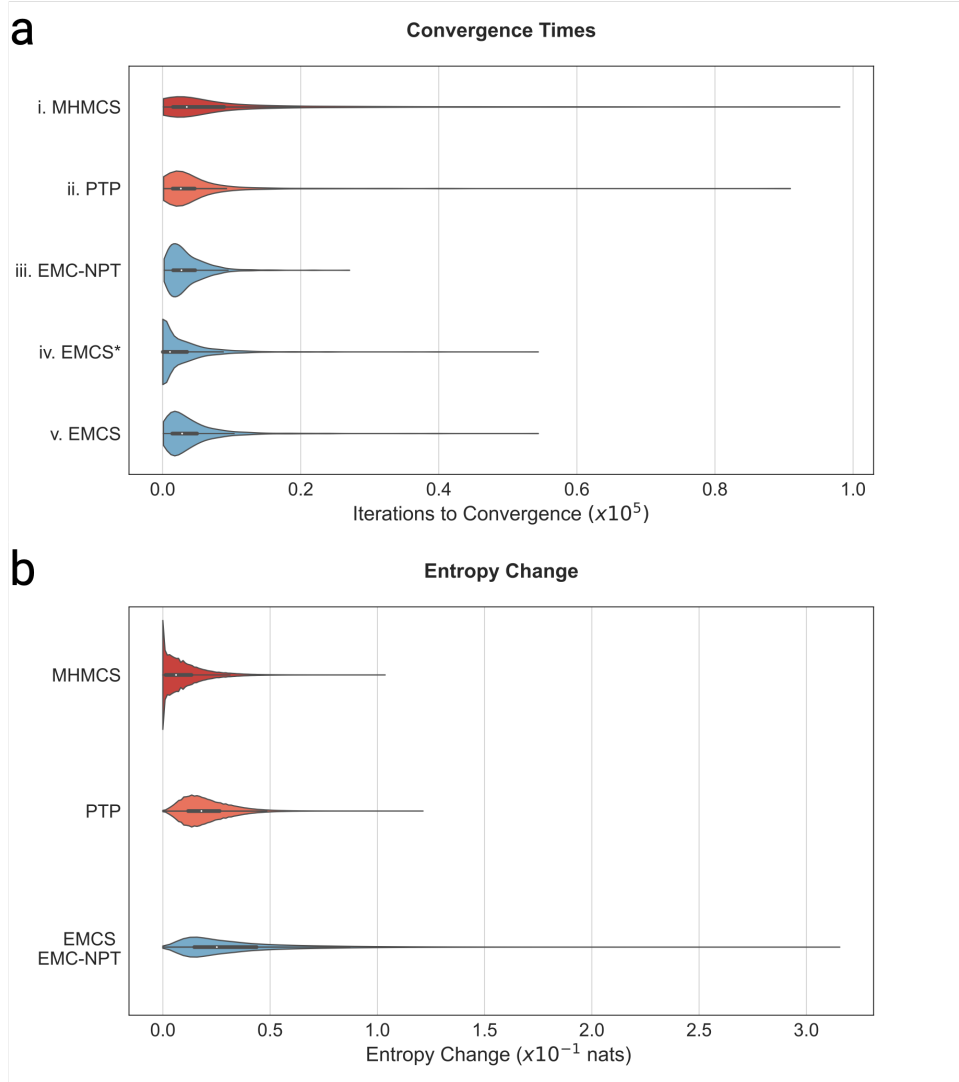 a
Convergence Times
i. MHMCS
ii. PTP
iii. EMC-NPT
iv. EMCS*
v. EMCS
0.0 0.2 0.4 0.6 0.8 1.0
Iterations to Convergence (x10⁵)
b
Entropy Change
MHMCS
PTP
EMCS
EMC-NPT
0.0 0.5 1.0 1.5 2.0 2.5 3.0
Entropy Change (x10⁻¹ nats)